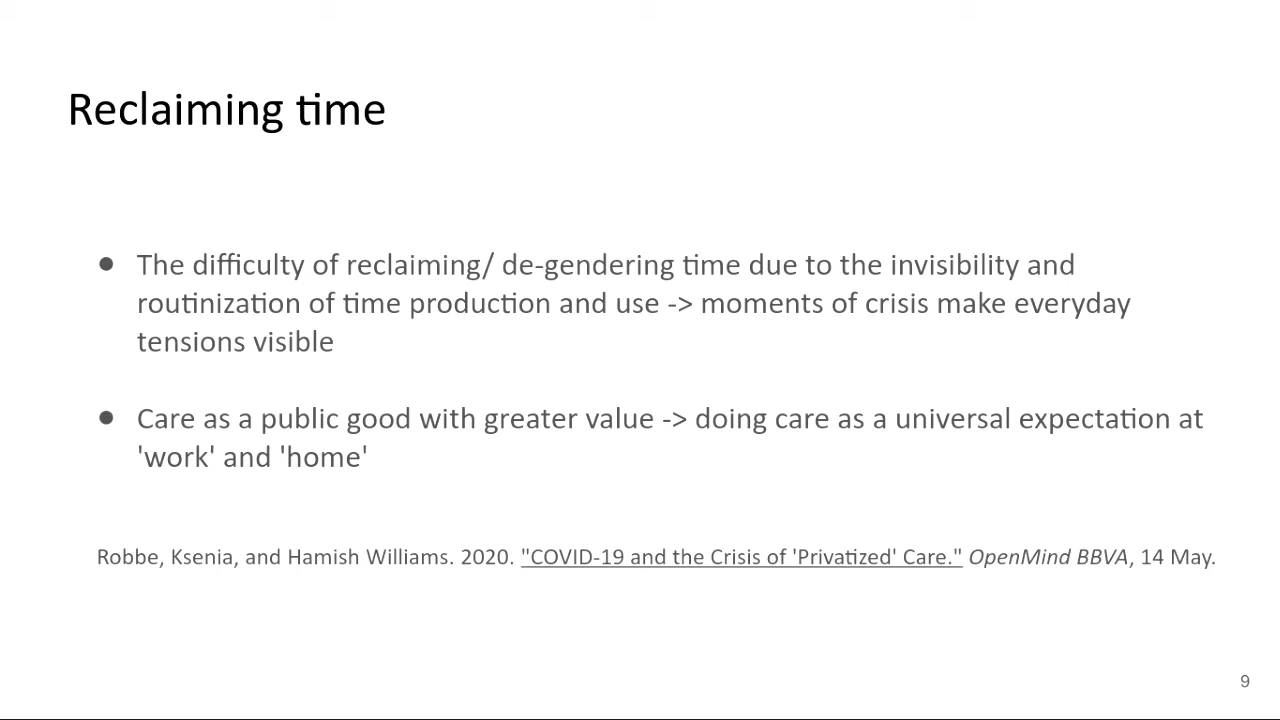 Reclaiming time
● The difficulty of reclaiming/ de-gendering time due to the invisibility and
routinization of time production and use -> moments of crisis make everyday
tensions visible
● Care as a public good with greater value -> doing care as a universal expectation at
'work' and 'home'
Robbe, Ksenia, and Hamish Williams. 2020. "COVID-19 and the Crisis of 'Privatized' Care." OpenMind BBVA, 14 May.
9